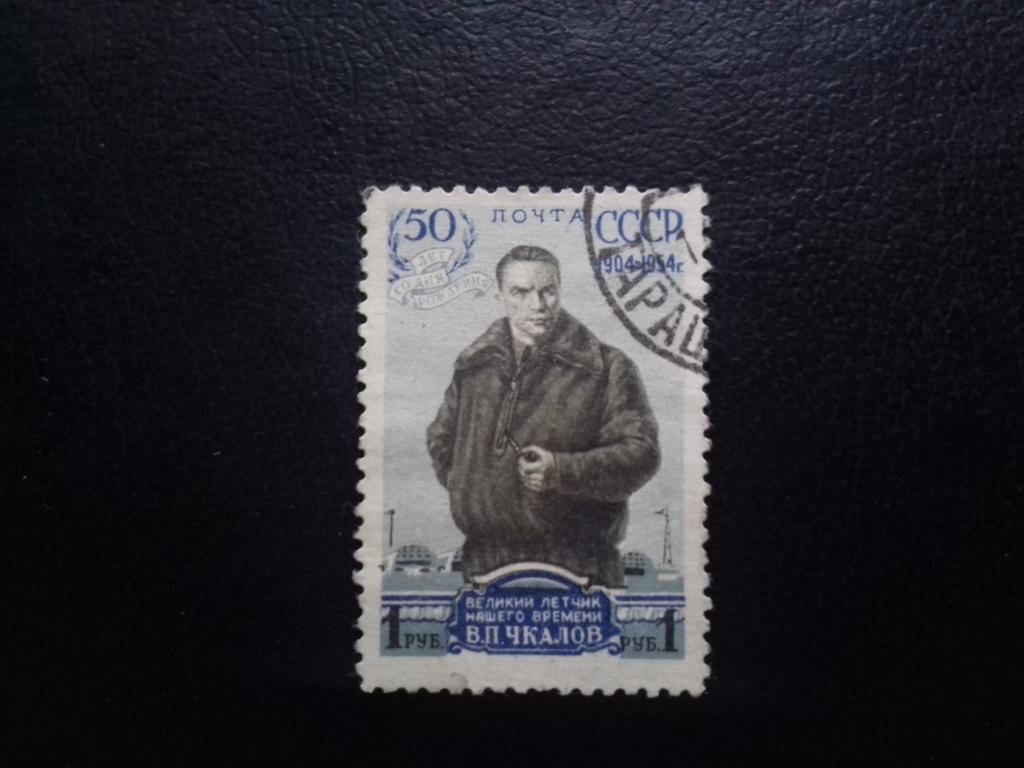 50
ПОЧТА СССР
1904-1954г.
ЛЕТ
СО ДНЯ
РОЖДЕНИЯ
ВЕЛИКИЙ ЛЕТЧИК
НАШЕГО ВРЕМЕНИ
В.П. ЧКАЛОВ
1 РУБ.
РУБ. 1